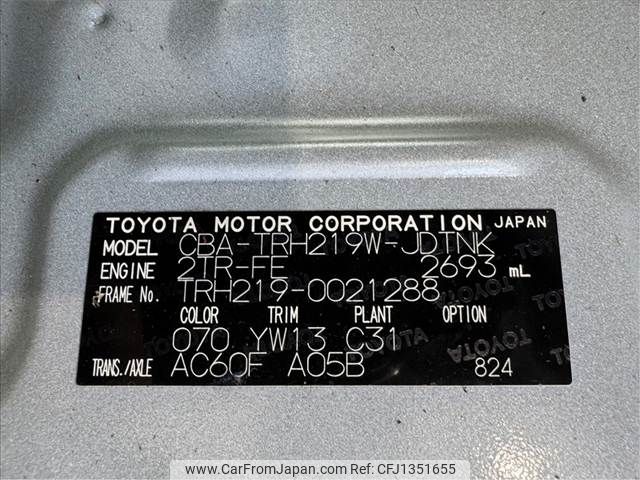 TOYOTA MOTOR CORPORATION JAPAN
MODEL CBA-TRH219W-JDTNK
ENGINE 2TR-FE 2693 mL
FRAME No. TRH219-0021288
COLOR TRIM PLANT OPTION
070 YW13 C31
TRANS./AXLE AC60F A05B 824
www.CarFromJapan.com | CFJ1351655